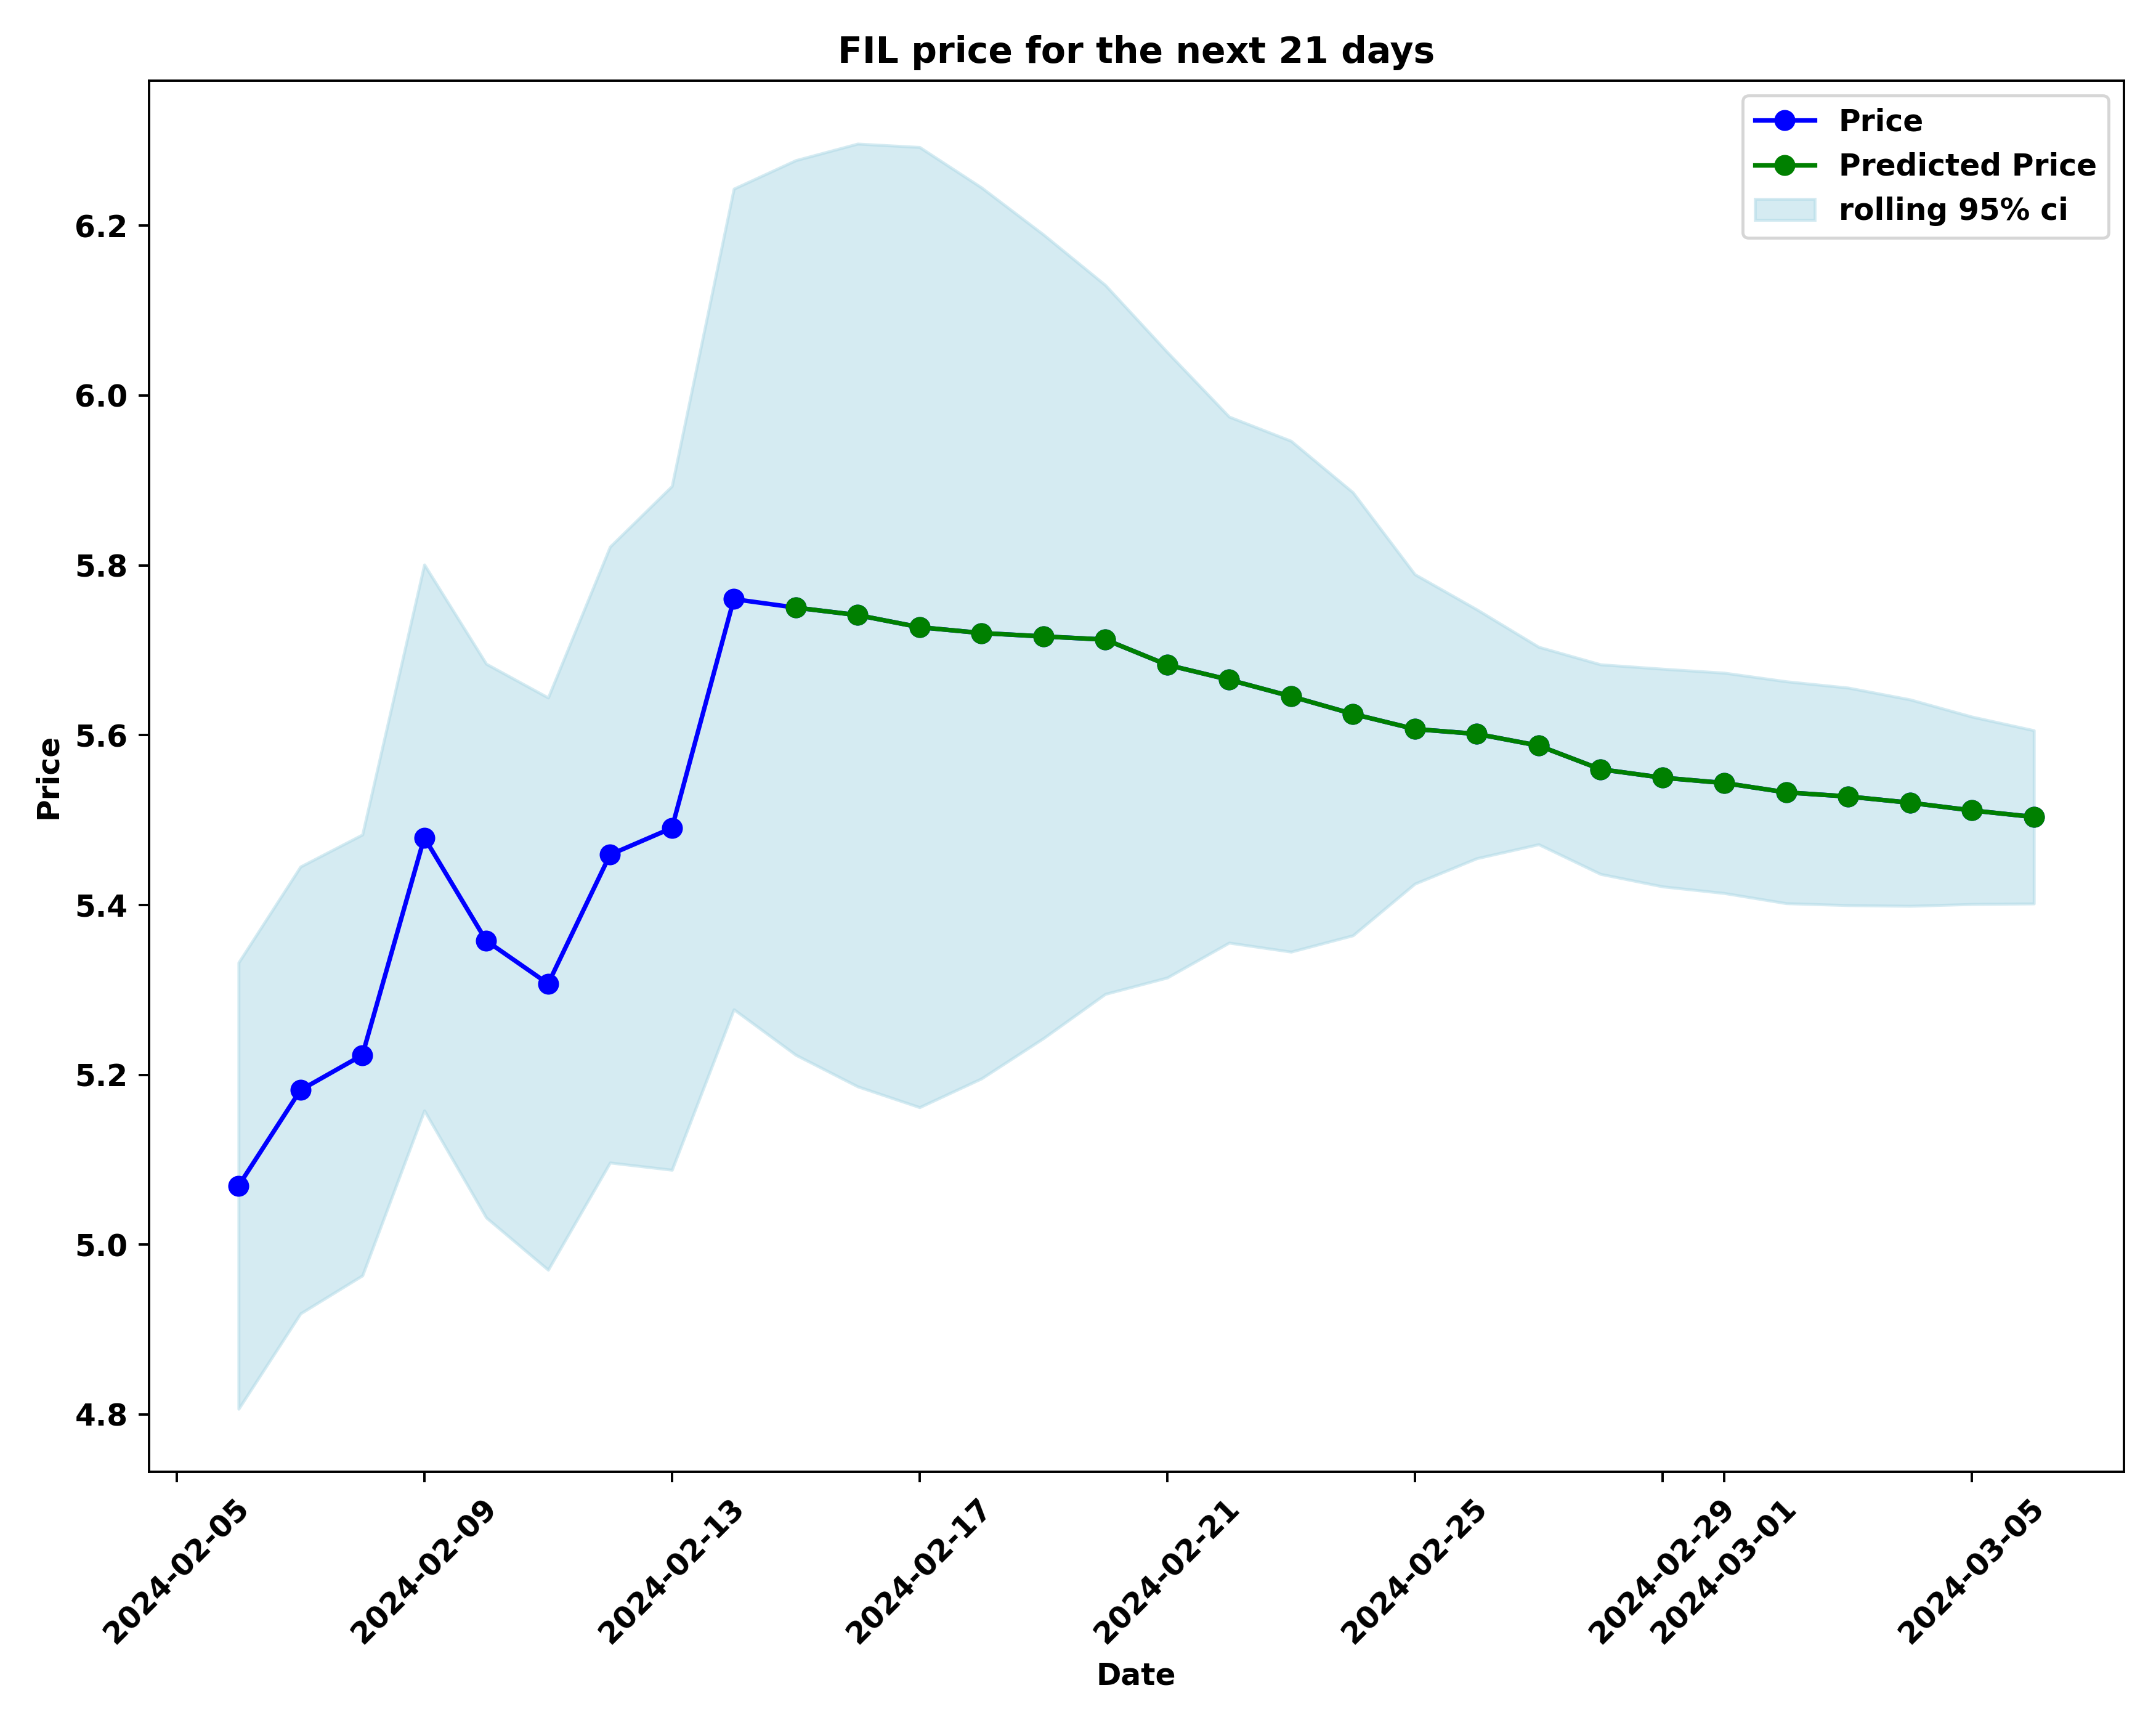 FIL price for the next 21 days
Price
Predicted Price
rolling 95% ci
6.2
6.0
5.8
5.6
5.4
5.2
5.0
4.8
Price
2024-02-05
2024-02-09
2024-02-13
2024-02-17
2024-02-21
2024-02-25
2024-02-29
2024-03-01
2024-03-05
Date